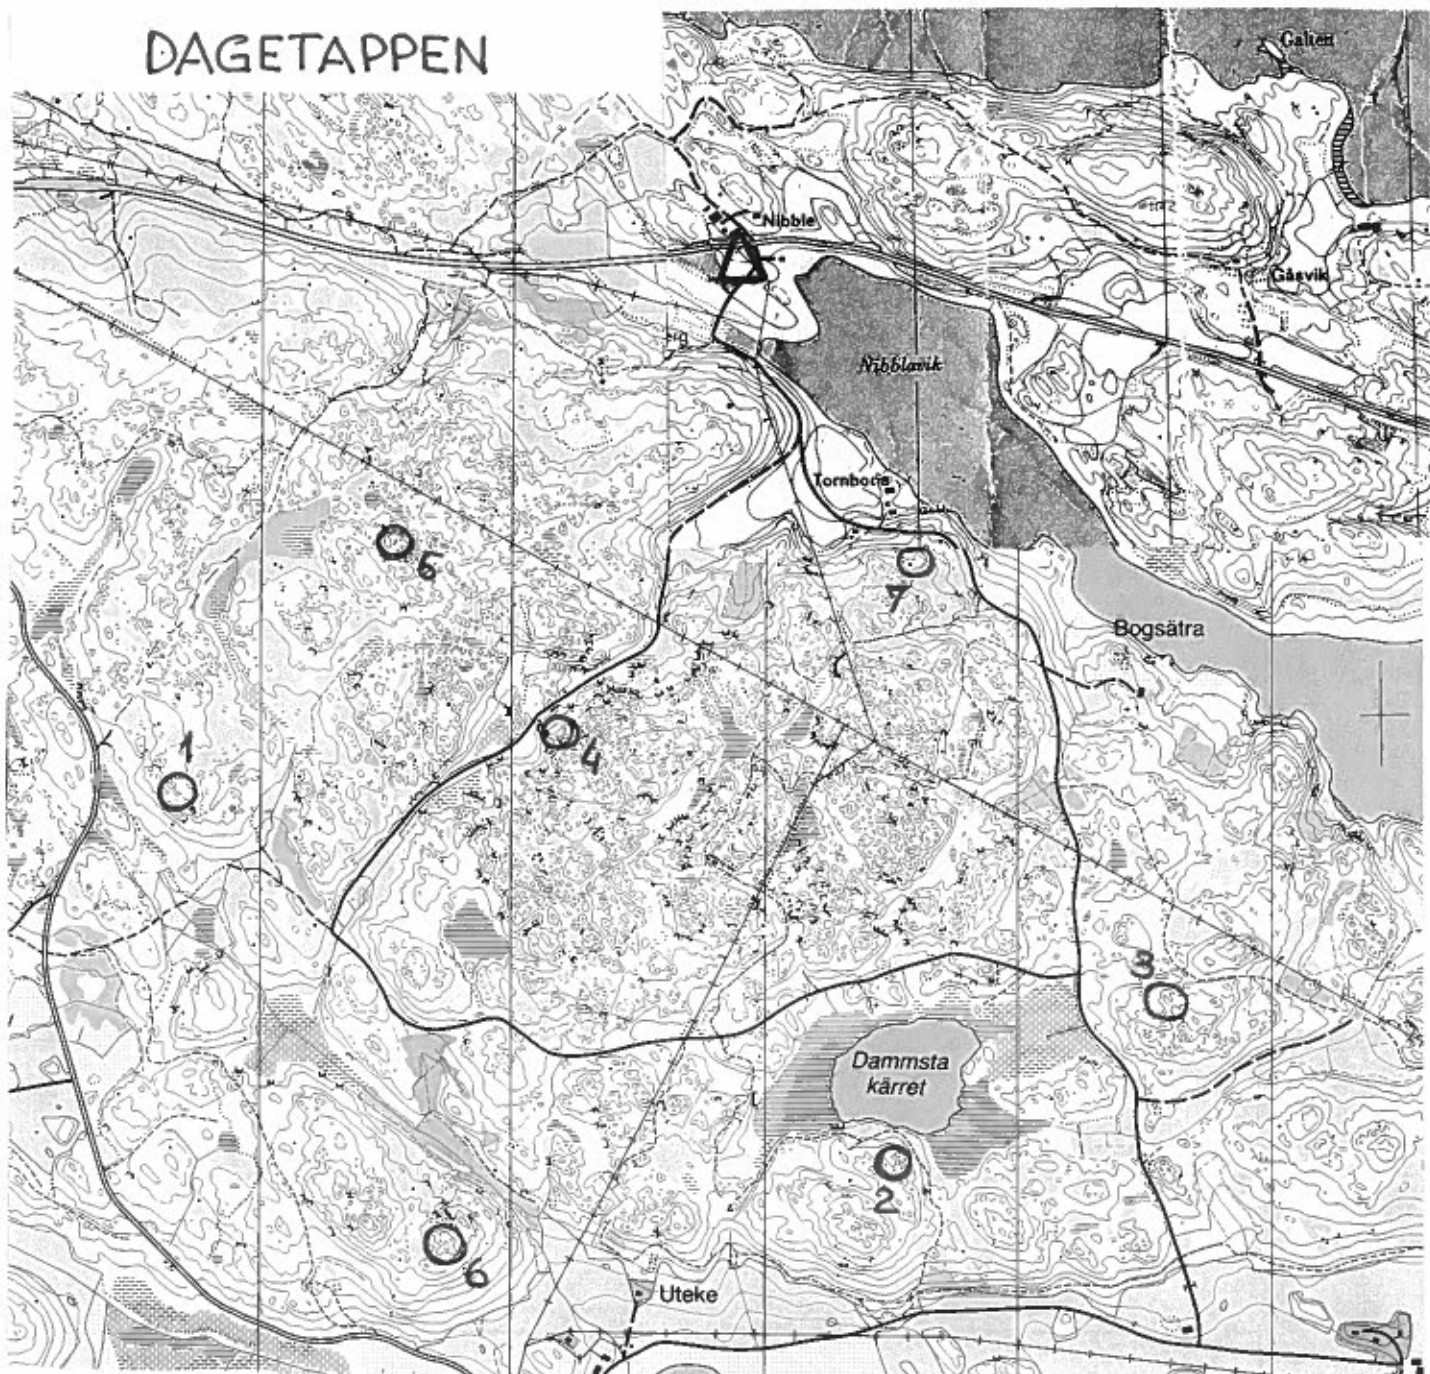 DAGETAPPEN
Galten
Nibble
Gåsvik
Nibblavik
Tornborg
5
7
Bogsätra
1
4
3
Dammsta
kärret
2
6
Uteke